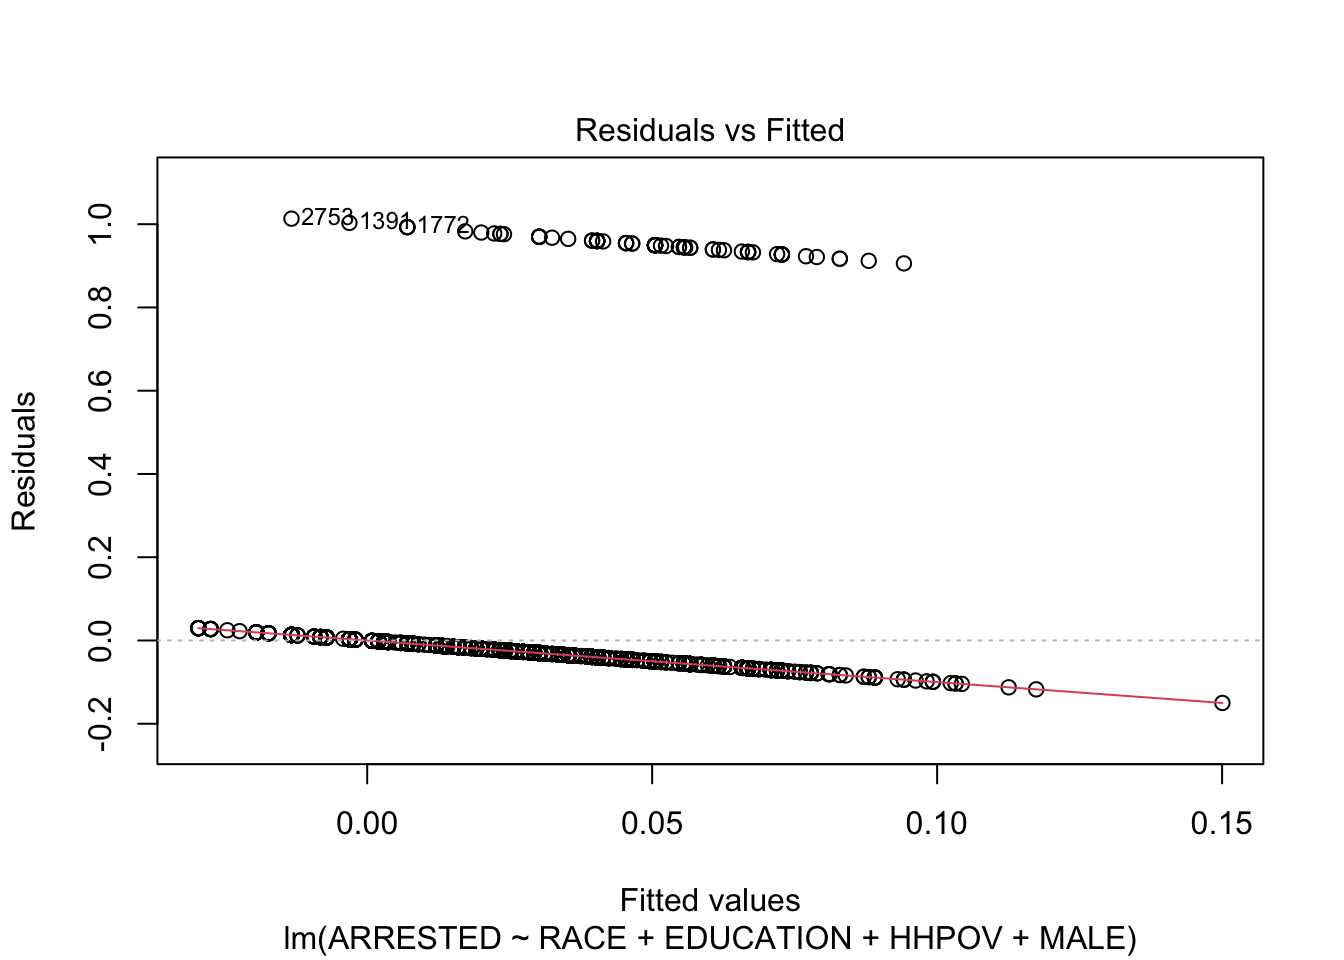 Residuals vs Fitted
Residuals
1.0
0.8
0.6
0.4
0.2
0.0
-0.2
2753 1391 1772
0.00 0.05 0.10 0.15
Fitted values
lm(ARRESTED ~ RACE + EDUCATION + HHPOV + MALE)